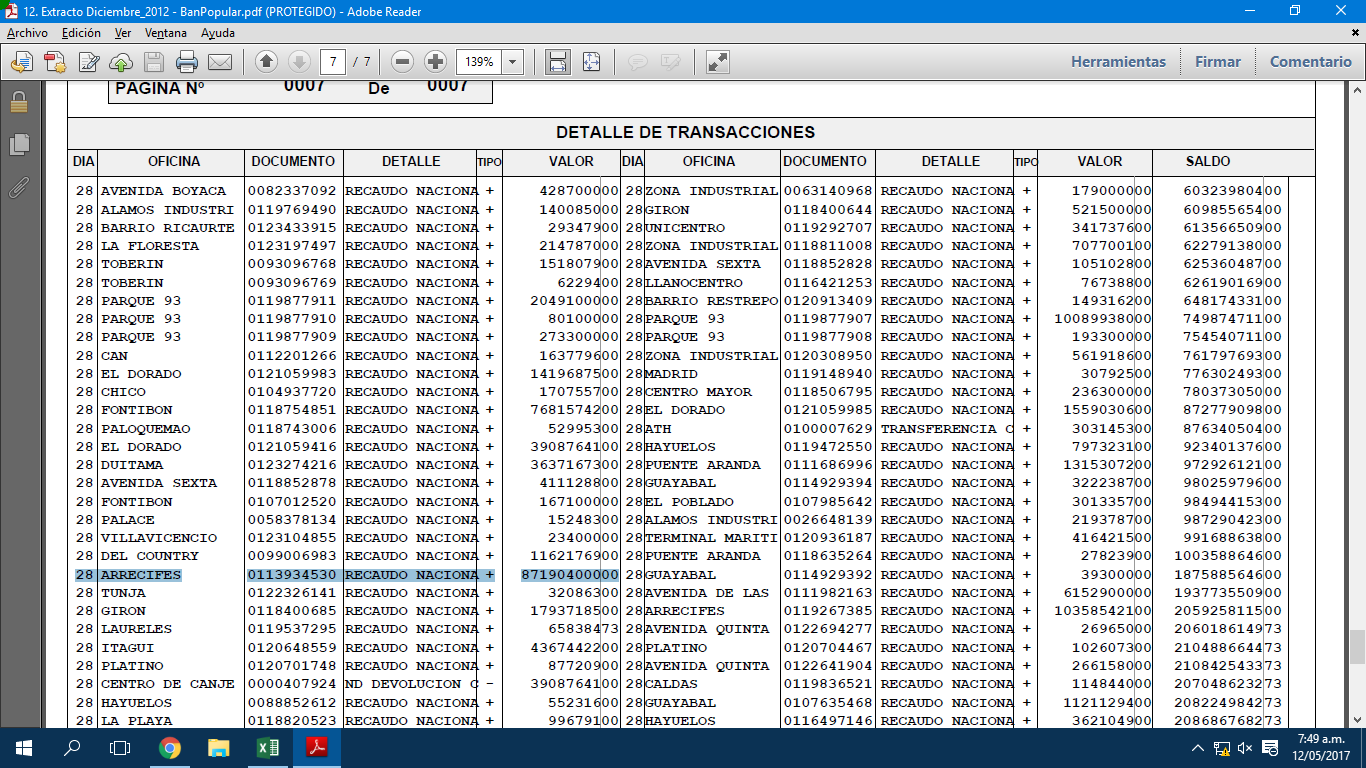 12. Extracto Diciembre_2012 - BanPopular.pdf (PROTEGIDO) - Adobe Reader
Archivo Edición Ver Ventana Ayuda
7 / 7 139% Herramientas Firmar Comentario
PAGINA Nº 0007 De 0007
DETALLE DE TRANSACCIONES
DIA OFICINA DOCUMENTO DETALLE TIPO VALOR DIA OFICINA DOCUMENTO DETALLE TIPO VALOR SALDO
28 AVENIDA BOYACA 0082337092 RECAUDO NACIONA + 428700000 28 ZONA INDUSTRIAL 0063140968 RECAUDO NACIONA + 179000000 60323980400
28 ALAMOS INDUSTRI 0119769490 RECAUDO NACIONA + 140085000 28 GIRON 0118400644 RECAUDO NACIONA + 521500000 60985565400
28 BARRIO RICAURTE 0123433915 RECAUDO NACIONA + 29347900 28 UNICENTRO 0119292707 RECAUDO NACIONA + 341737600 61356650900
28 LA FLORESTA 0123197497 RECAUDO NACIONA + 214787000 28 ZONA INDUSTRIAL 0118811008 RECAUDO NACIONA + 707700100 62279138000
28 TOBERIN 0093096768 RECAUDO NACIONA + 151807900 28 AVENIDA SEXTA 0118852828 RECAUDO NACIONA + 105102800 62536048700
28 TOBERIN 0093096769 RECAUDO NACIONA + 6229400 28 LLANOCENTRO 0116421253 RECAUDO NACIONA + 76738800 62619016900
28 PARQUE 93 0119877911 RECAUDO NACIONA + 2049100000 28 BARRIO RESTREPO 0120913409 RECAUDO NACIONA + 149316200 64817433100
28 PARQUE 93 0119877910 RECAUDO NACIONA + 80100000 28 PARQUE 93 0119877907 RECAUDO NACIONA + 10089938000 74987471100
28 PARQUE 93 0119877909 RECAUDO NACIONA + 273300000 28 PARQUE 93 0119877908 RECAUDO NACIONA + 193300000 75454071100
28 CAN 0112201266 RECAUDO NACIONA + 163779600 28 ZONA INDUSTRIAL 0120308950 RECAUDO NACIONA + 561918600 76179769300
28 EL DORADO 0121059983 RECAUDO NACIONA + 1419687500 28 MADRID 0119148940 RECAUDO NACIONA + 30792500 77630249300
28 CHICO 0104937720 RECAUDO NACIONA + 170755700 28 CENTRO MAYOR 0118506795 RECAUDO NACIONA + 236300000 78037305000
28 FONTIBON 0118754851 RECAUDO NACIONA + 7681574200 28 EL DORADO 0121059985 RECAUDO NACIONA + 1559030600 87277909800
28 PALOQUEMAO 0118743006 RECAUDO NACIONA + 52995300 28 ATH 0100007629 TRANSFERENCIA C + 303145300 87634050400
28 EL DORADO 0121059416 RECAUDO NACIONA + 3908764100 28 HAYUELOS 0119472550 RECAUDO NACIONA + 797323100 92340137600
28 DUITAMA 0123274216 RECAUDO NACIONA + 3637167300 28 PUENTE ARANDA 0111686996 RECAUDO NACIONA + 1315307200 97292612100
28 AVENIDA SEXTA 0118852878 RECAUDO NACIONA + 411128800 28 GUAYABAL 0114929394 RECAUDO NACIONA + 322238700 98025979600
28 FONTIBON 0107012520 RECAUDO NACIONA + 167100000 28 EL POBLADO 0107985642 RECAUDO NACIONA + 301335700 98494415300
28 PALACE 0058378134 RECAUDO NACIONA + 15248300 28 ALAMOS INDUSTRI 0026648139 RECAUDO NACIONA + 219378700 98729042300
28 VILLAVICENCIO 0123104855 RECAUDO NACIONA + 23400000 28 TERMINAL MARITI 0120936187 RECAUDO NACIONA + 416421500 99168863800
28 DEL COUNTRY 0099006983 RECAUDO NACIONA + 1162176900 28 PUENTE ARANDA 0118635264 RECAUDO NACIONA + 27823900 100358864600
28 ARRECIFES 0113934530 RECAUDO NACIONA + 87190400000 28 GUAYABAL 0114929392 RECAUDO NACIONA + 39300000 187588564600
28 TUNJA 0122326141 RECAUDO NACIONA + 32086300 28 AVENIDA DE LAS 0111982163 RECAUDO NACIONA + 6152900000 193773550900
28 GIRON 0118400685 RECAUDO NACIONA + 1793718500 28 ARRECIFES 0119267385 RECAUDO NACIONA + 10358542100 205925811500
28 LAURELES 0119537295 RECAUDO NACIONA + 65838473 28 AVENIDA QUINTA 0122694277 RECAUDO NACIONA + 26965000 206018614973
28 ITAGUI 0120648559 RECAUDO NACIONA + 4367442200 28 PLATINO 0120704467 RECAUDO NACIONA + 102607300 210488664473
28 PLATINO 0120701748 RECAUDO NACIONA + 87720900 28 AVENIDA QUINTA 0122641904 RECAUDO NACIONA + 266158000 210842543373
28 CENTRO DE CANJE 0000407924 ND DEVOLUCION C - 3908764100 28 CALDAS 0119836521 RECAUDO NACIONA + 114844000 207048623273
28 HAYUELOS 0088852612 RECAUDO NACIONA + 55231600 28 GUAYABAL 0107635468 RECAUDO NACIONA + 1121129400 208224984273
28 LA PLAYA 0118820523 RECAUDO NACIONA + 99679100 28 HAYUELOS 0116497146 RECAUDO NACIONA + 362104900 208686768273
7:49 a.m.
12/05/2017